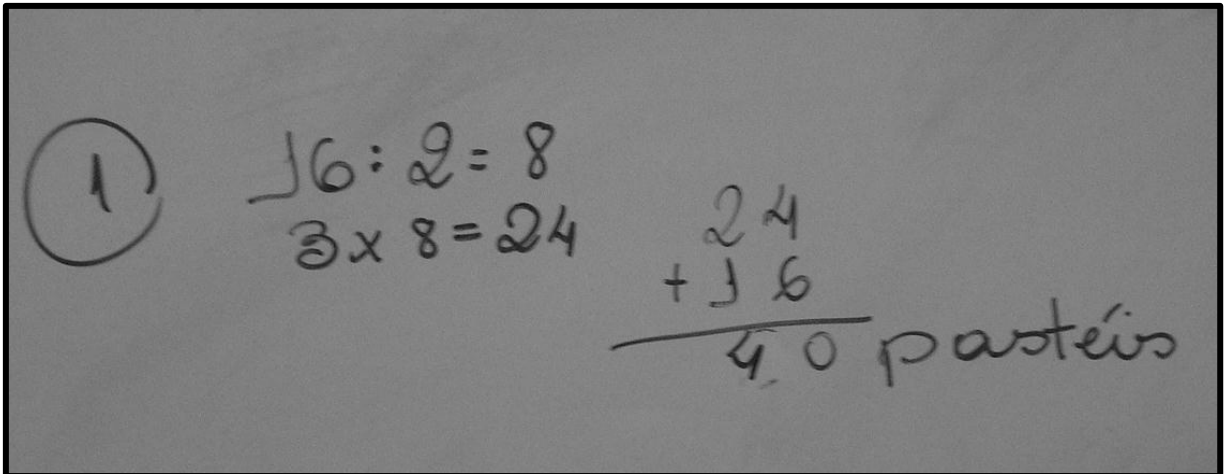 1
16 : 2 = 8
3 x 8 = 24
24
+ 16
40 pastéis